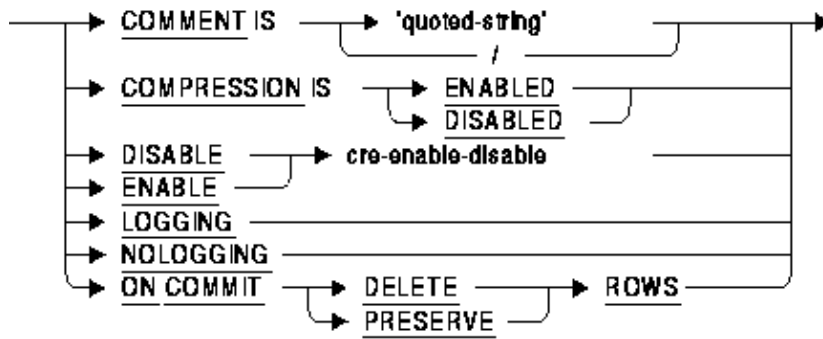 COMMENT IS 'quoted-string'
/
COMPRESSION IS ENABLED
DISABLED
DISABLE cre-enable-disable
ENABLE
LOGGING
NOLOGGING
ON COMMIT DELETE ROWS
PRESERVE